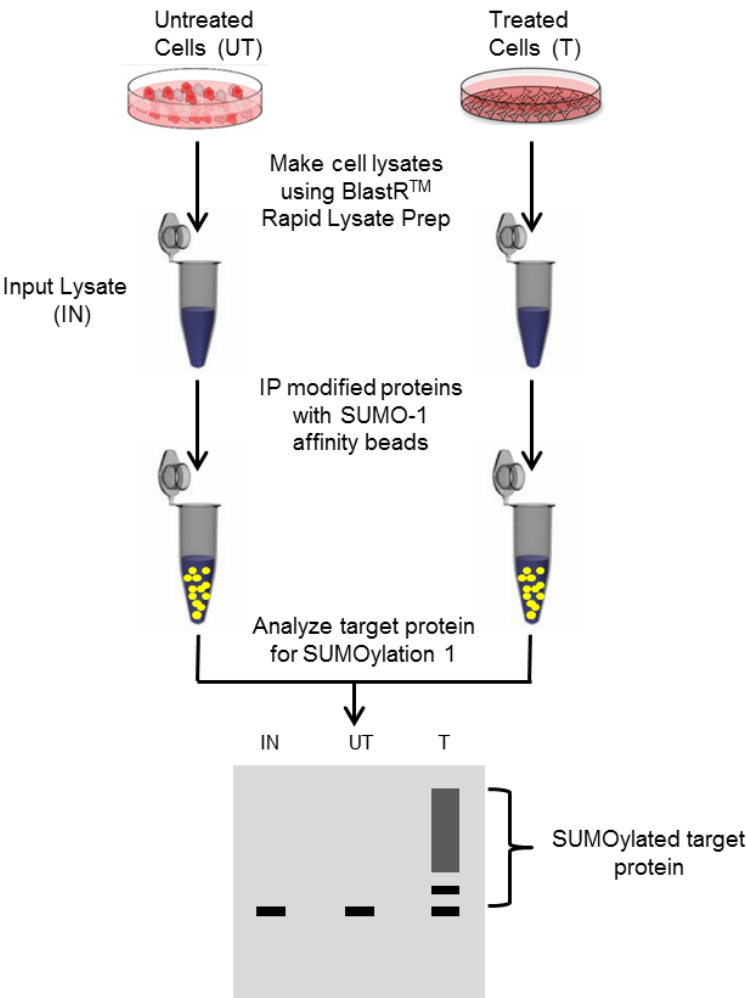 Untreated
Cells (UT)
Treated
Cells (T)
Make cell lysates
using BlastR™
Rapid Lysate Prep
Input Lysate
(IN)
IP modified proteins
with SUMO-1
affinity beads
Analyze target protein
for SUMOylation 1
IN UT T
SUMOylated target
protein